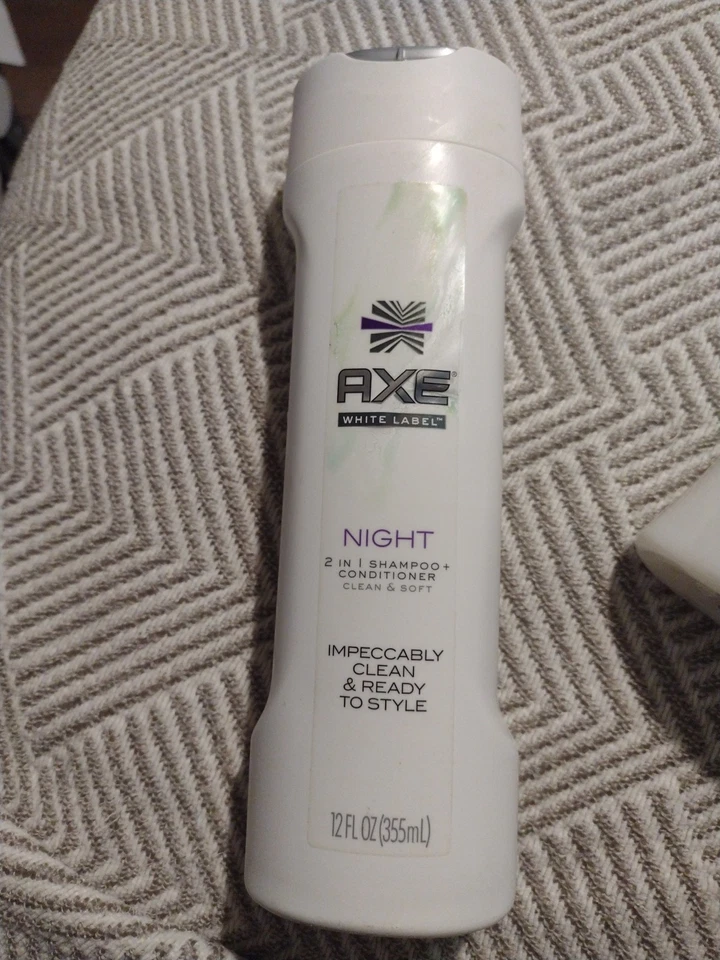 AXE®
WHITE LABEL™
NIGHT
2 IN 1 SHAMPOO+
CONDITIONER
CLEAN & SOFT
IMPECCABLY
CLEAN
& READY
TO STYLE
12 FL OZ (355mL)